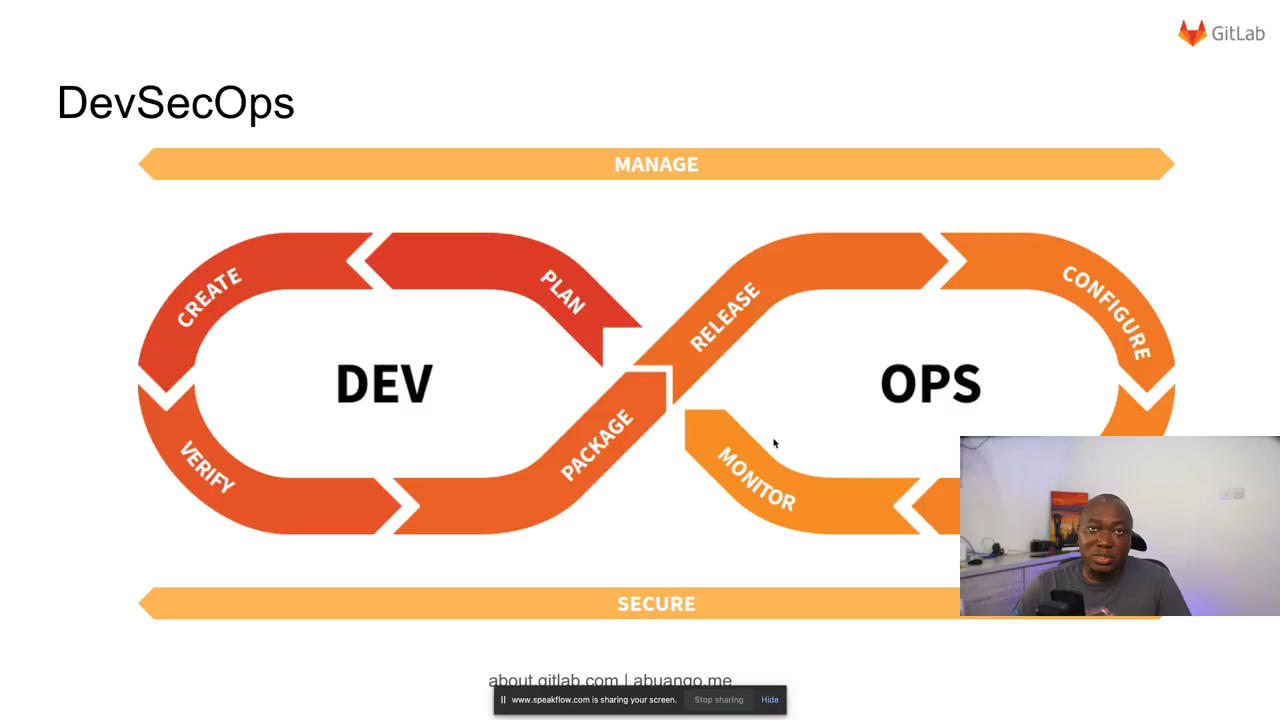 GitLab
DevSecOps
MANAGE
CREATE
PLAN
RELEASE
CONFIGURE
DEV
OPS
VERIFY
PACKAGE
MONITOR
SECURE
about.gitlab.com | abuango.me
www.speakflow.com is sharing your screen.
Stop sharing
Hide